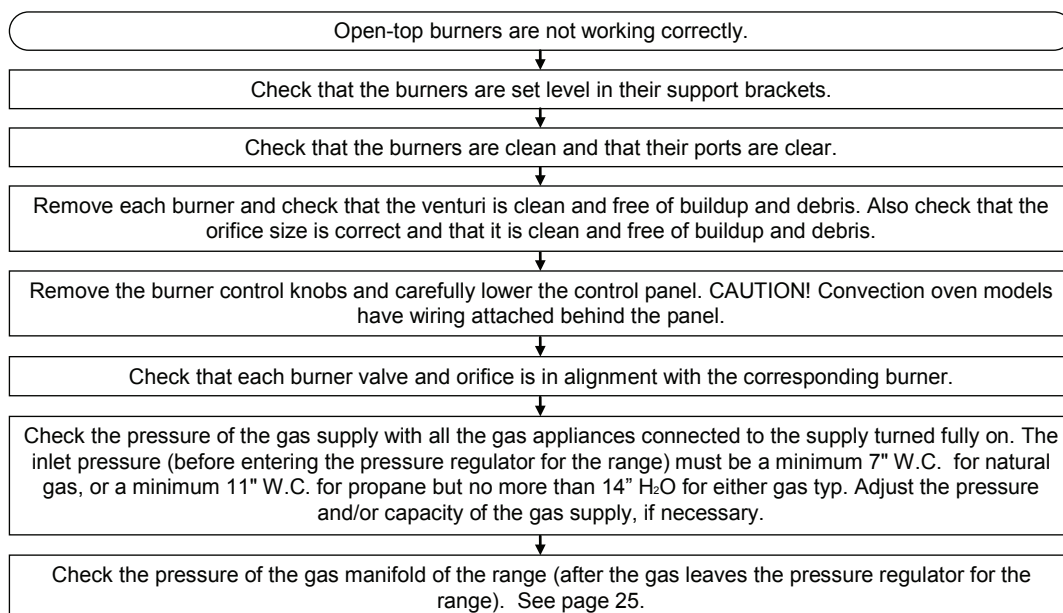 Open-top burners are not working correctly.
Check that the burners are set level in their support brackets.
Check that the burners are clean and that their ports are clear.
Remove each burner and check that the venturi is clean and free of buildup and debris. Also check that the
orifice size is correct and that it is clean and free of buildup and debris.
Remove the burner control knobs and carefully lower the control panel. CAUTION! Convection oven models
have wiring attached behind the panel.
Check that each burner valve and orifice is in alignment with the corresponding burner.
Check the pressure of the gas supply with all the gas appliances connected to the supply turned fully on. The
inlet pressure (before entering the pressure regulator for the range) must be a minimum 7" W.C. for natural
gas, or a minimum 11" W.C. for propane but no more than 14” H₂O for either gas typ. Adjust the pressure
and/or capacity of the gas supply, if necessary.
Check the pressure of the gas manifold of the range (after the gas leaves the pressure regulator for the
range). See page 25.